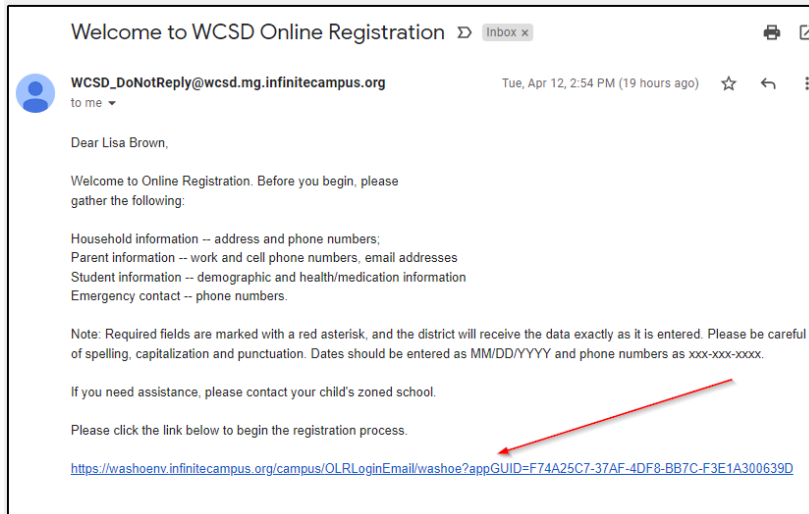 Welcome to WCSD Online Registration Inbox x
WCSD_DoNotReply@wcsd.mg.infinitecampus.org Tue, Apr 12, 2:54 PM (19 hours ago)
to me
Dear Lisa Brown,
Welcome to Online Registration. Before you begin, please
gather the following:
Household information -- address and phone numbers;
Parent information -- work and cell phone numbers, email addresses
Student information -- demographic and health/medication information
Emergency contact -- phone numbers.
Note: Required fields are marked with a red asterisk, and the district will receive the data exactly as it is entered. Please be careful
of spelling, capitalization and punctuation. Dates should be entered as MM/DD/YYYY and phone numbers as xxx-xxx-xxxx.
If you need assistance, please contact your child's zoned school.
Please click the link below to begin the registration process.
https://washoenv.infinitecampus.org/campus/OLRLoginEmail/washoe?appGUID=F74A25C7-37AF-4DF8-BB7C-F3E1A300639D